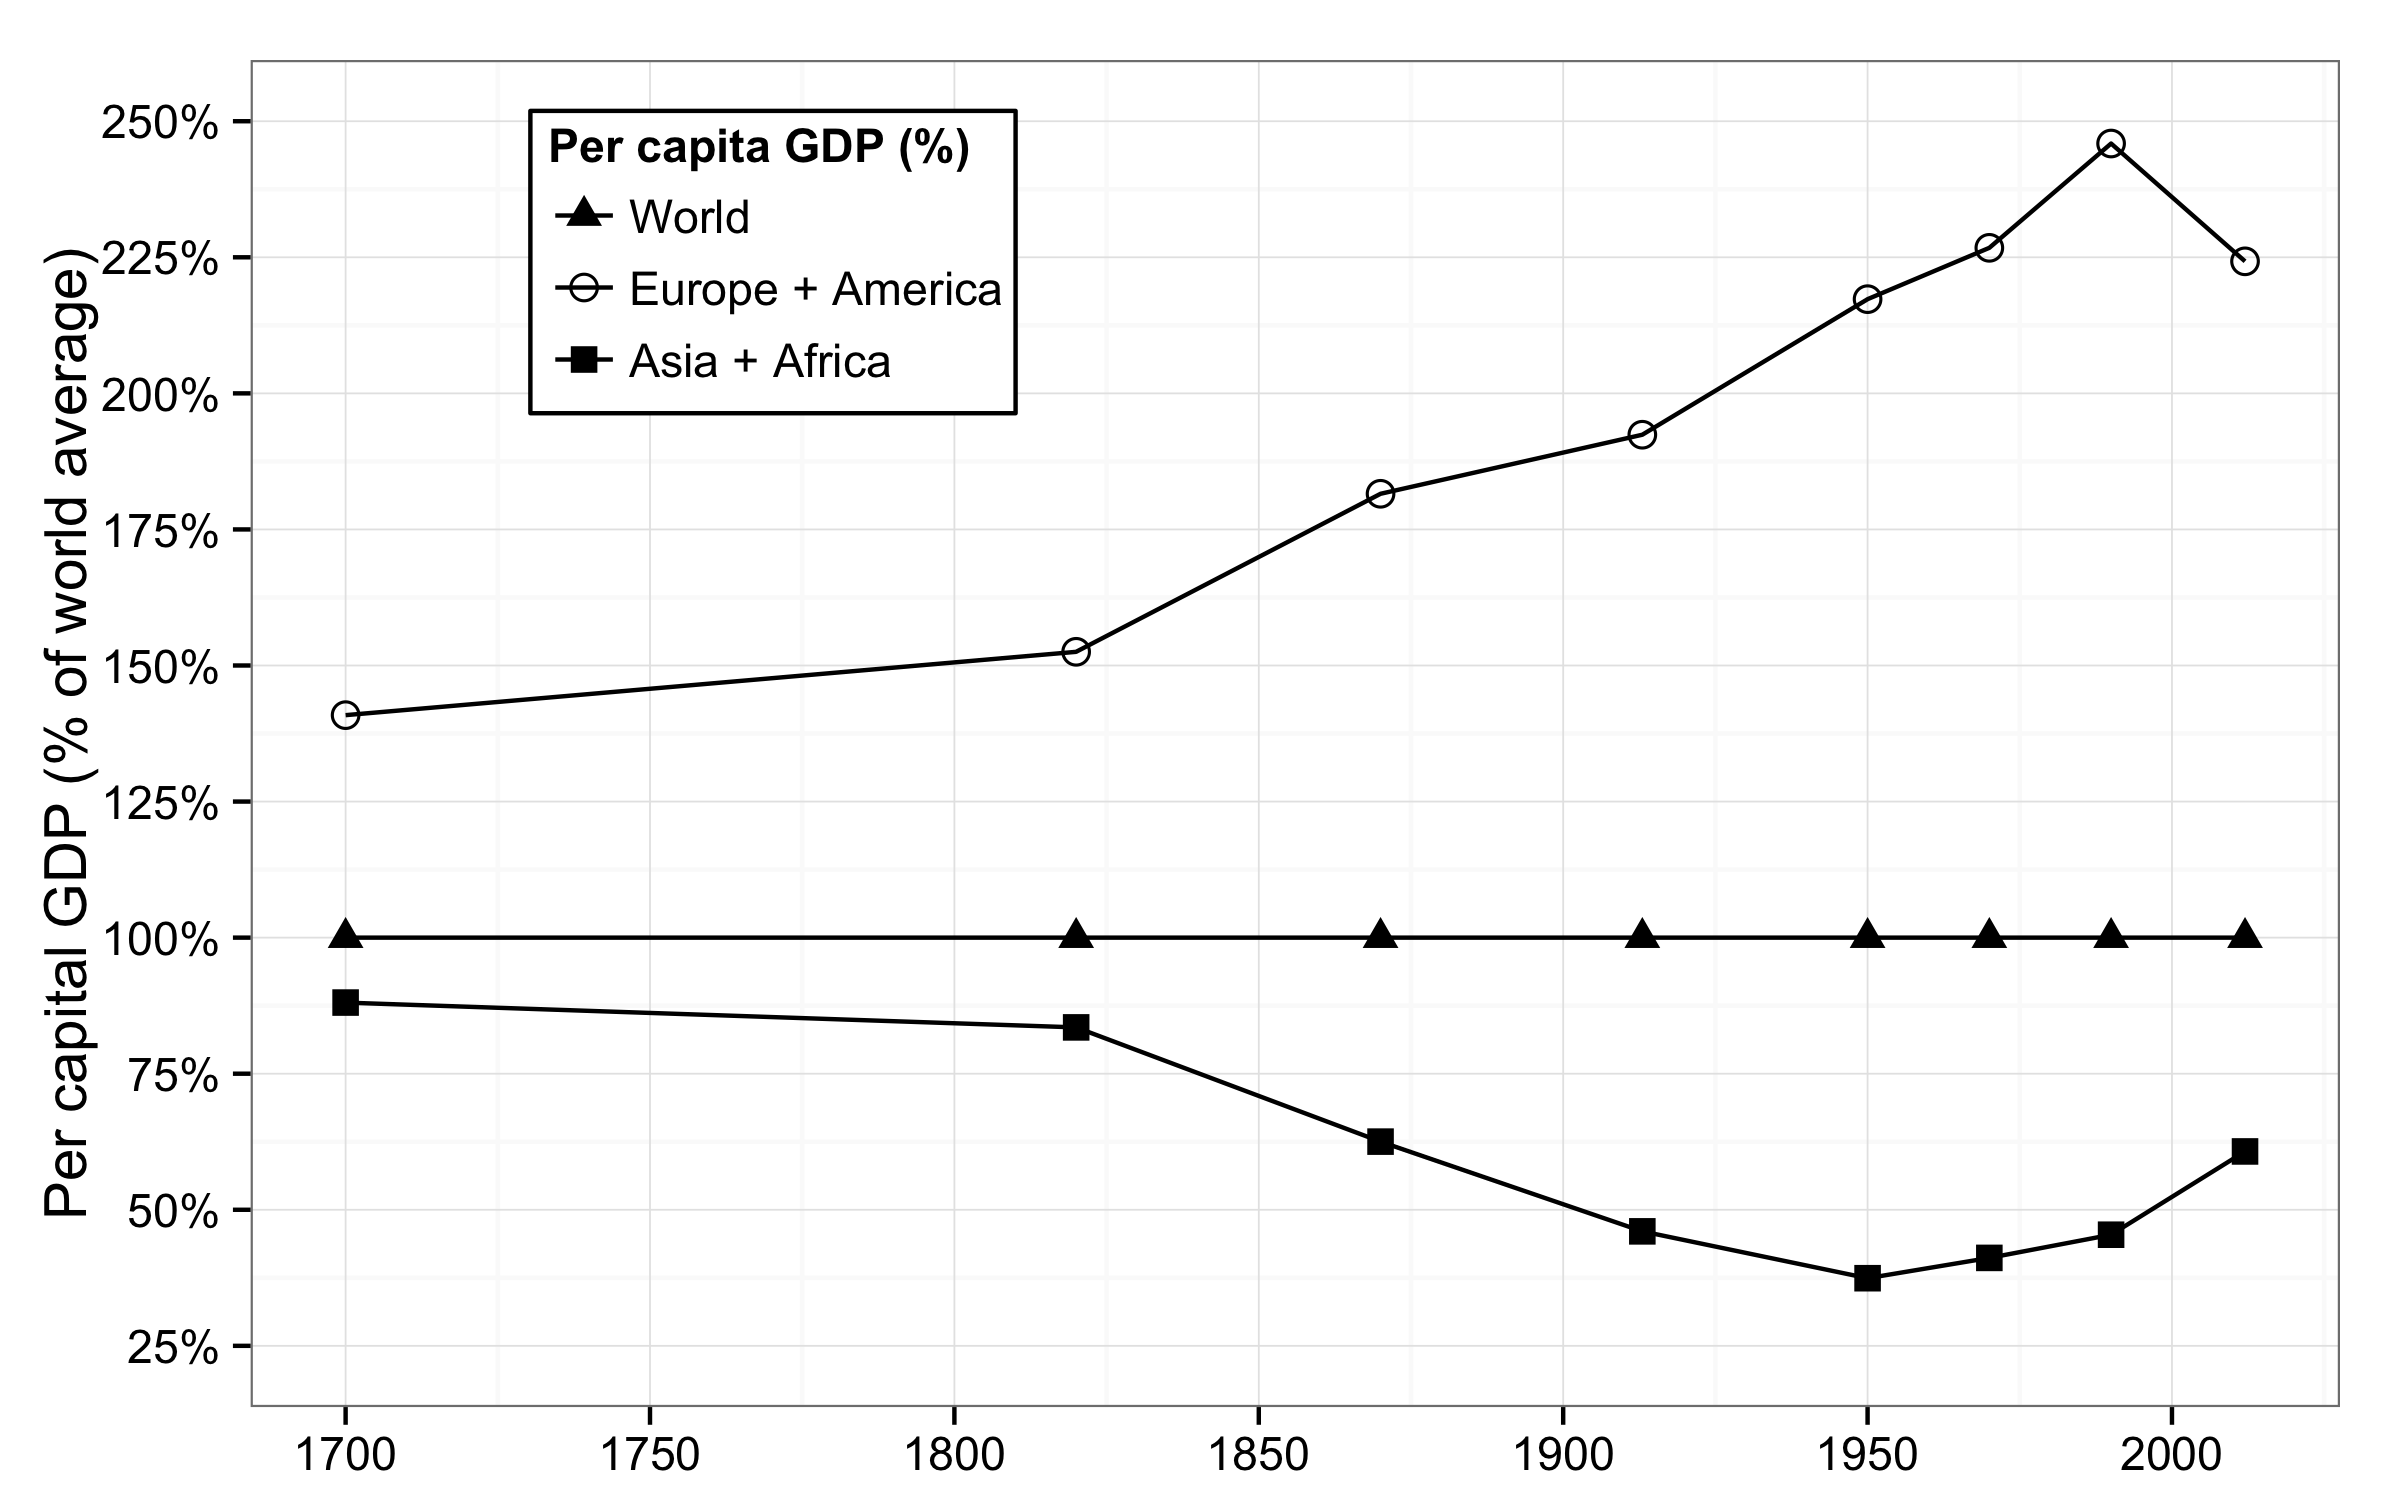 Per capita GDP (%)
World
Europe + America
Asia + Africa
Per capital GDP (% of world average)
250%
225%
200%
175%
150%
125%
100%
75%
50%
25%
1700 1750 1800 1850 1900 1950 2000